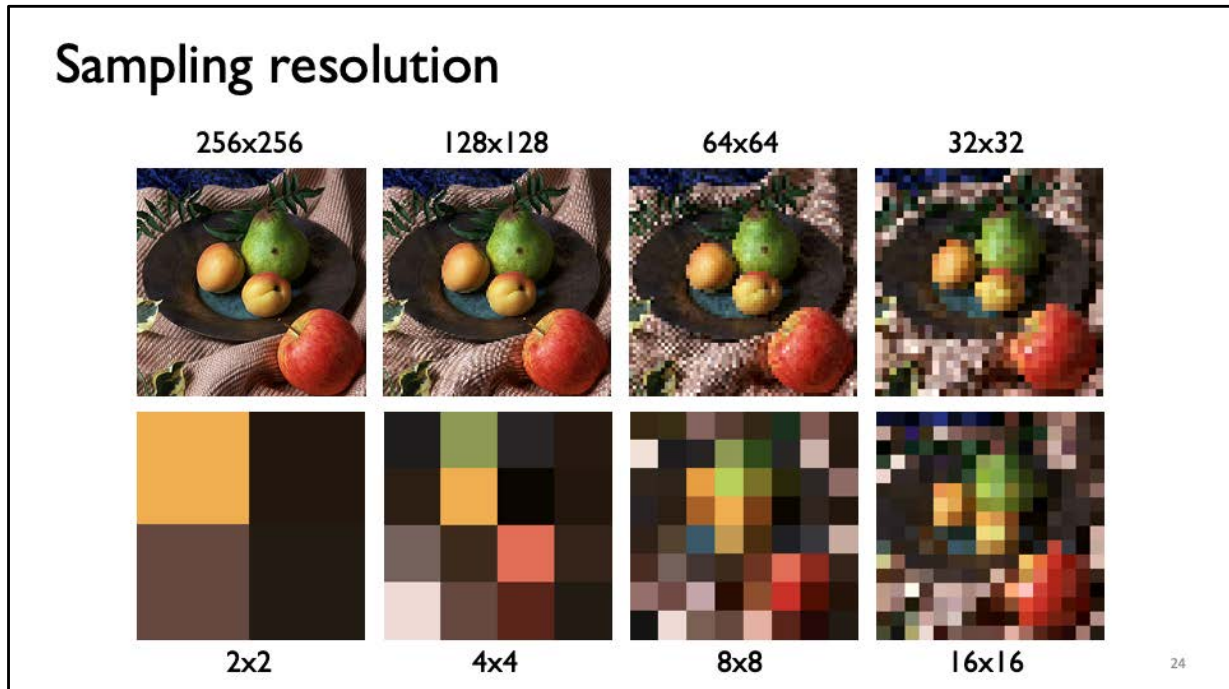 Sampling resolution
256x256
128x128
64x64
32x32
2x2
4x4
8x8
16x16
24